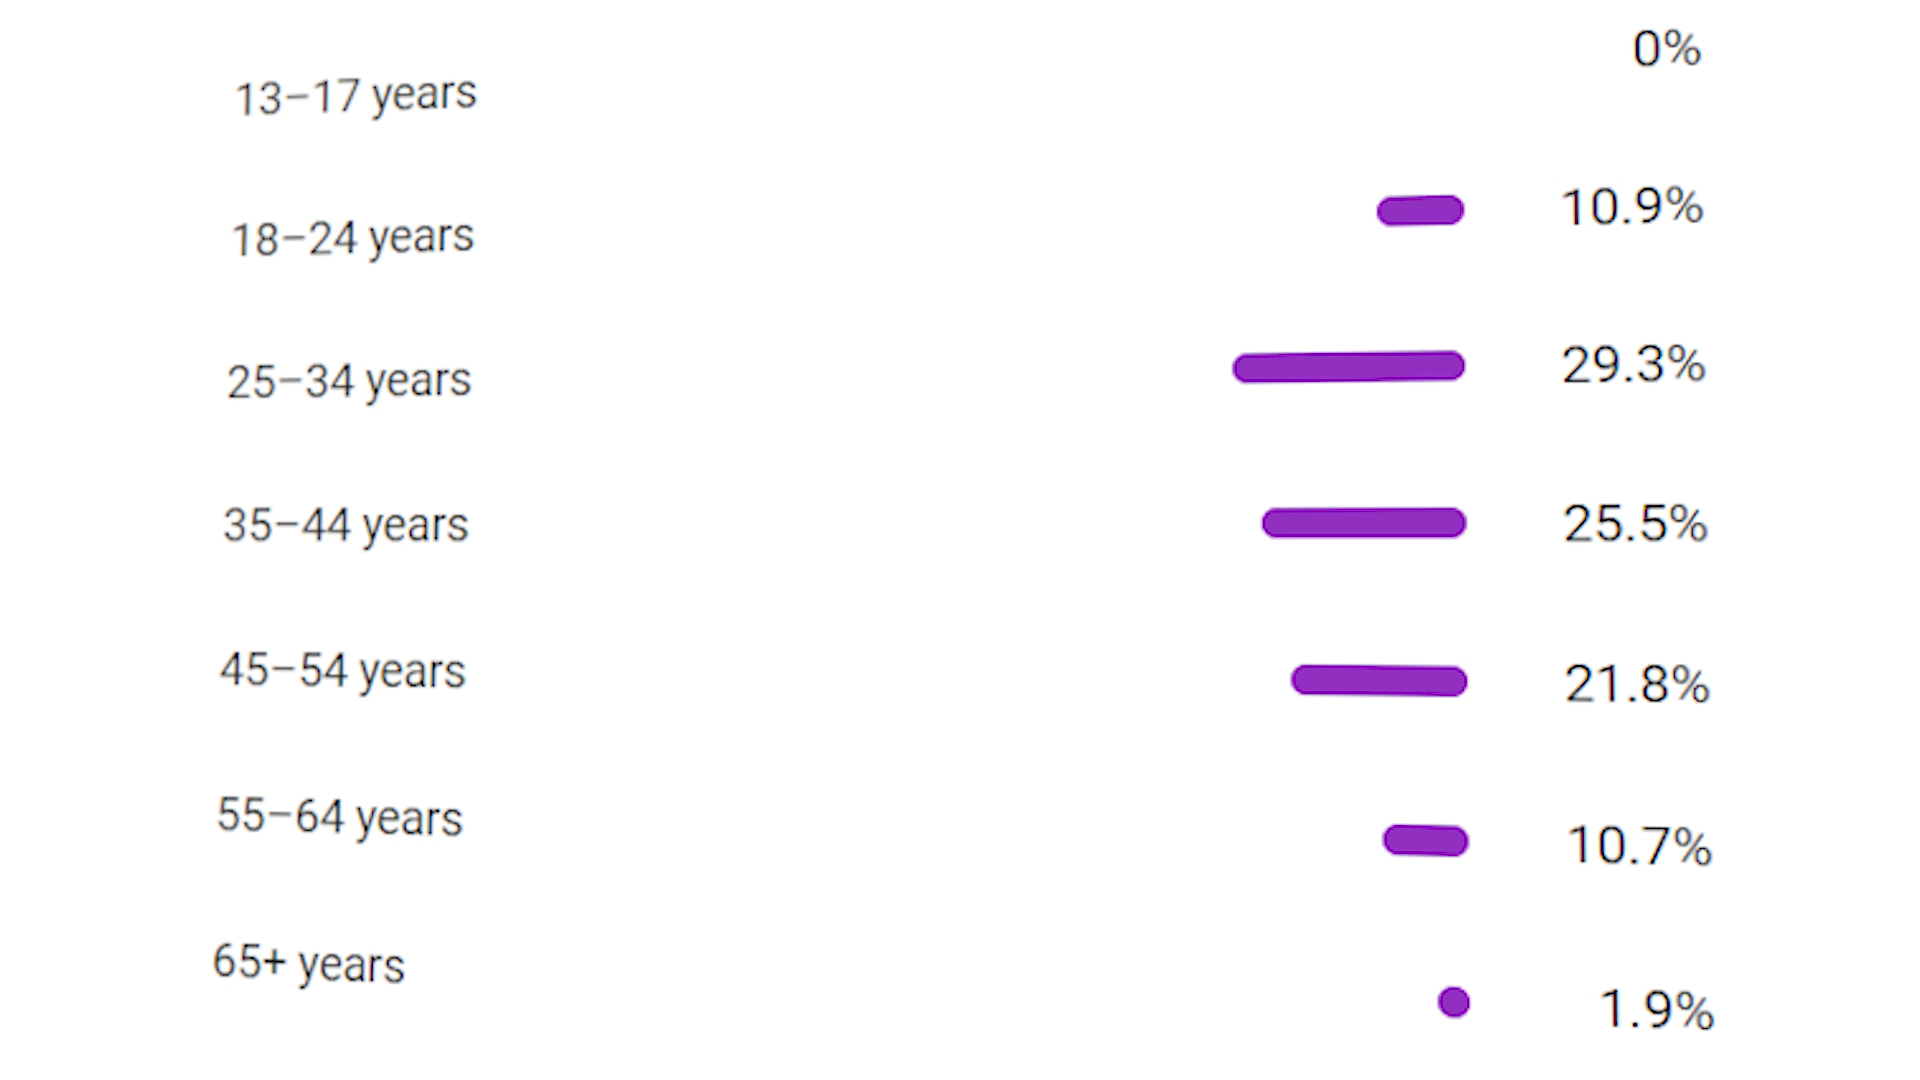 13–17 years 0%
18–24 years 10.9%
25–34 years 29.3%
35–44 years 25.5%
45–54 years 21.8%
55–64 years 10.7%
65+ years 1.9%